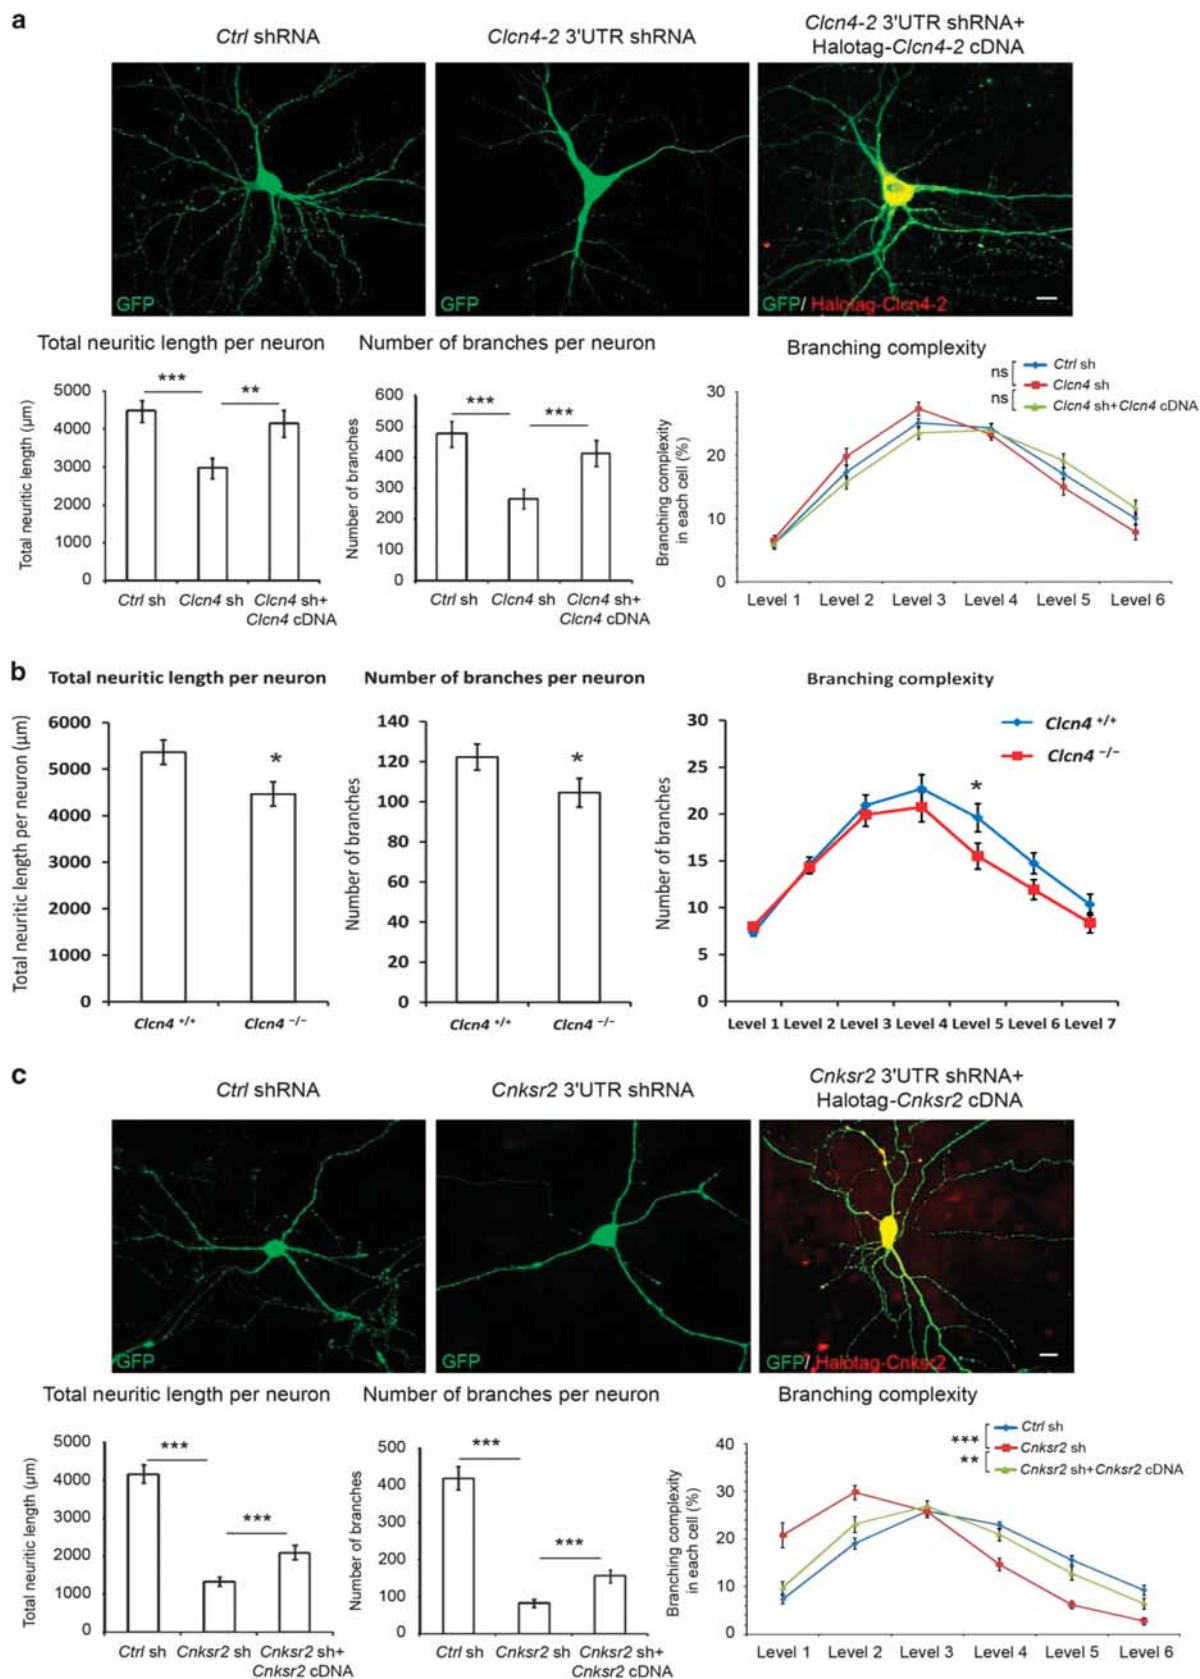 a
Ctrl shRNA
Clcn4-2 3'UTR shRNA
Clcn4-2 3'UTR shRNA+
Halotag-Clcn4-2 cDNA
GFP
GFP
GFP/ Halotag-Clcn4-2
Total neuritic length per neuron
Number of branches per neuron
Branching complexity
Total neuritic length (µm)
5000
4000
3000
2000
1000
0
***
**
Ctrl sh
Clcn4 sh
Clcn4 sh+
Clcn4 cDNA
Number of branches
600
500
400
300
200
100
0
***
***
Ctrl sh
Clcn4 sh
Clcn4 sh+
Clcn4 cDNA
Branching complexity
in each cell (%)
30
20
10
0
ns
ns
Ctrl sh
Clcn4 sh
Clcn4 sh+Clcn4 cDNA
Level 1
Level 2
Level 3
Level 4
Level 5
Level 6
b
Total neuritic length per neuron
Number of branches per neuron
Branching complexity
Total neuritic length per neuron (µm)
6000
5000
4000
3000
2000
1000
0
*
Clcn4 +/+
Clcn4 −/−
Number of branches
140
120
100
80
60
40
20
0
*
Clcn4 +/+
Clcn4 −/−
Number of branches
30
25
20
15
10
5
0
*
Clcn4 +/+
Clcn4 −/−
Level 1 Level 2 Level 3 Level 4 Level 5 Level 6 Level 7
c
Ctrl shRNA
Cnksr2 3'UTR shRNA
Cnksr2 3'UTR shRNA+
Halotag-Cnksr2 cDNA
GFP
GFP
GFP/ Halotag-Cnksr2
Total neuritic length per neuron
Number of branches per neuron
Branching complexity
Total neuritic length (µm)
5000
4000
3000
2000
1000
0
***
***
Ctrl sh
Cnksr2 sh
Cnksr2 sh+
Cnksr2 cDNA
Number of branches
500
400
300
200
100
0
***
***
Ctrl sh
Cnksr2 sh
Cnksr2 sh+
Cnksr2 cDNA
Branching complexity
in each cell (%)
40
30
20
10
0
***
**
Ctrl sh
Cnksr2 sh
Cnksr2 sh+Cnksr2 cDNA
Level 1
Level 2
Level 3
Level 4
Level 5
Level 6